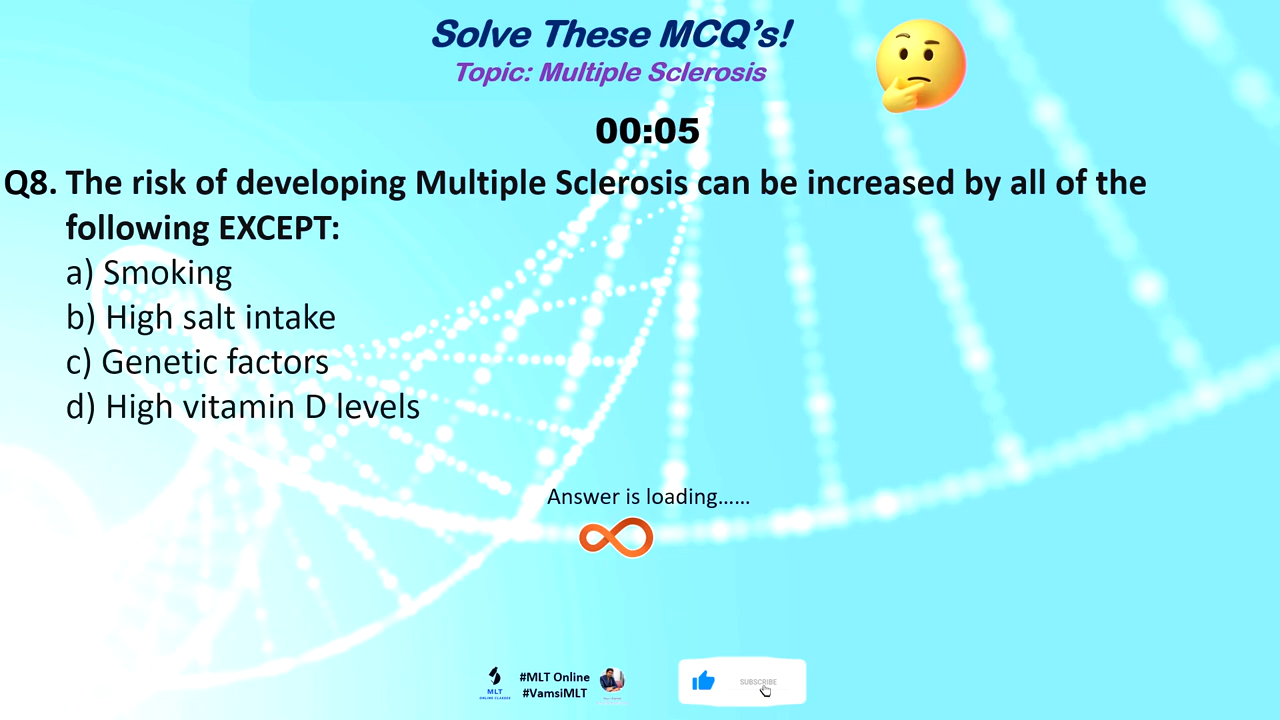 Solve These MCQ's!
Topic: Multiple Sclerosis
00:05
Q8. The risk of developing Multiple Sclerosis can be increased by all of the
following EXCEPT:
a) Smoking
b) High salt intake
c) Genetic factors
d) High vitamin D levels
Answer is loading......
#MLT Online
#VamsiMLT
MLT
ONLINE CLASSES
SUBSCRIBE